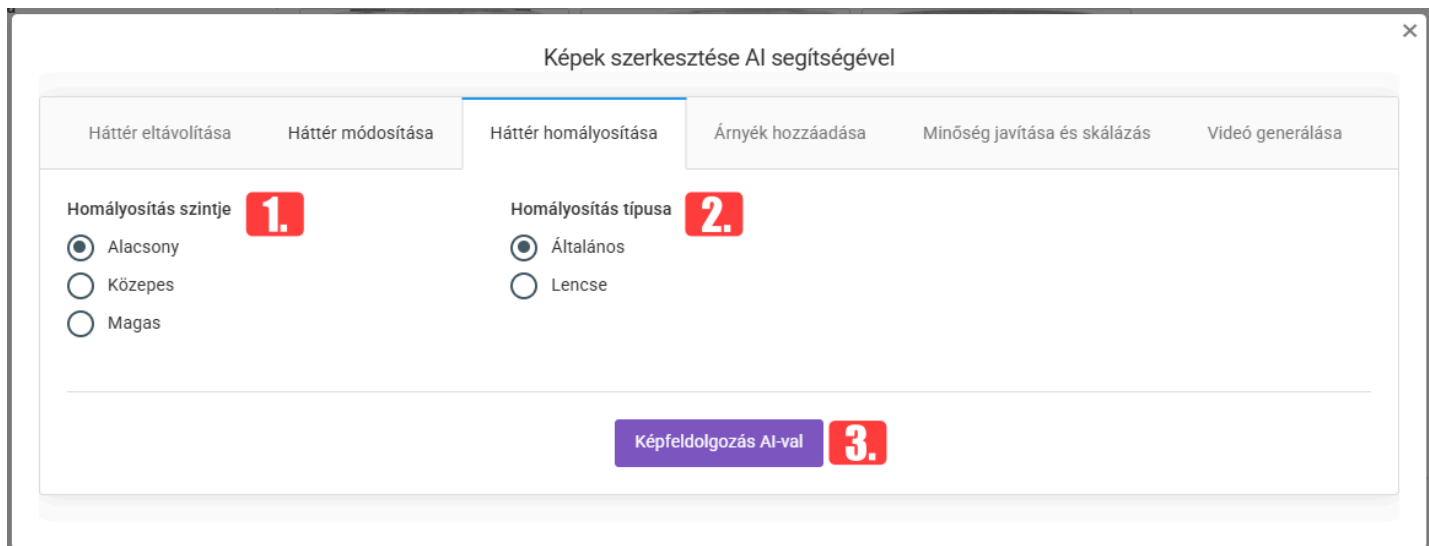 Képek szerkesztése AI segítségével
×
Háttér eltávolítása Háttér módosítása Háttér homályosítása Árnyék hozzáadása Minőség javítása és skálázás Videó generálása
Homályosítás szintje 1. Homályosítás típusa 2.
Alacsony Általános
Közepes Lencse
Magas
Képfeldolgozás AI-val 3.